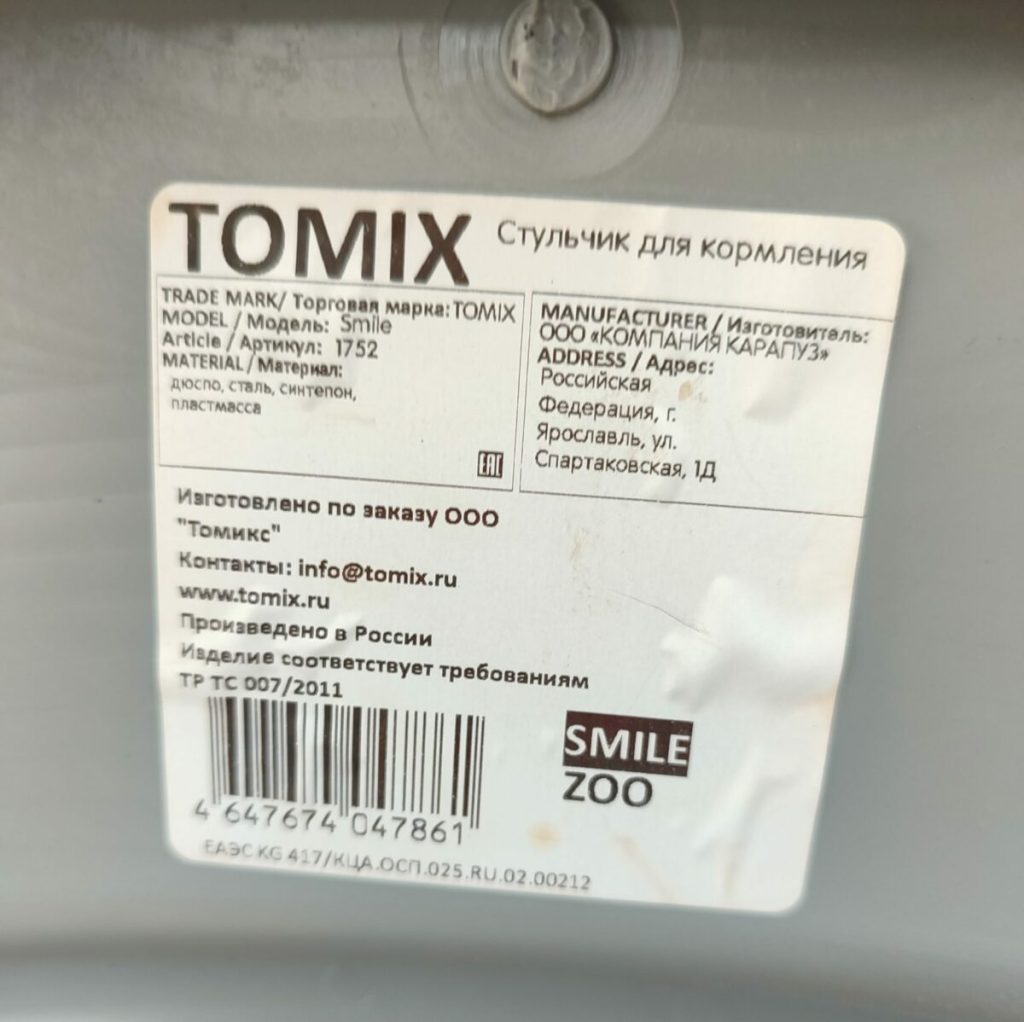 TOMIX
Стульчик для кормления
TRADE MARK/ Торговая марка: TOMIX
MODEL / Модель: Smile
Article / Артикул: 1752
MATERIAL / Материал:
дюспо, сталь, синтепон,
пластмасса
EAC
MANUFACTURER / Изготовитель:
ООО «КОМПАНИЯ КАРАПУЗ»
ADDRESS / Адрес:
Российская
Федерация, г.
Ярославль, ул.
Спартаковская, 1Д
Изготовлено по заказу ООО
"Томикс"
Контакты: info@tomix.ru
www.tomix.ru
Произведено в России
Изделие соответствует требованиям
ТР ТС 007/2011
SMILE
ZOO
4 647674 047861
ЕАЭС KG 417/КЦА.ОСП.025.RU.02.00212